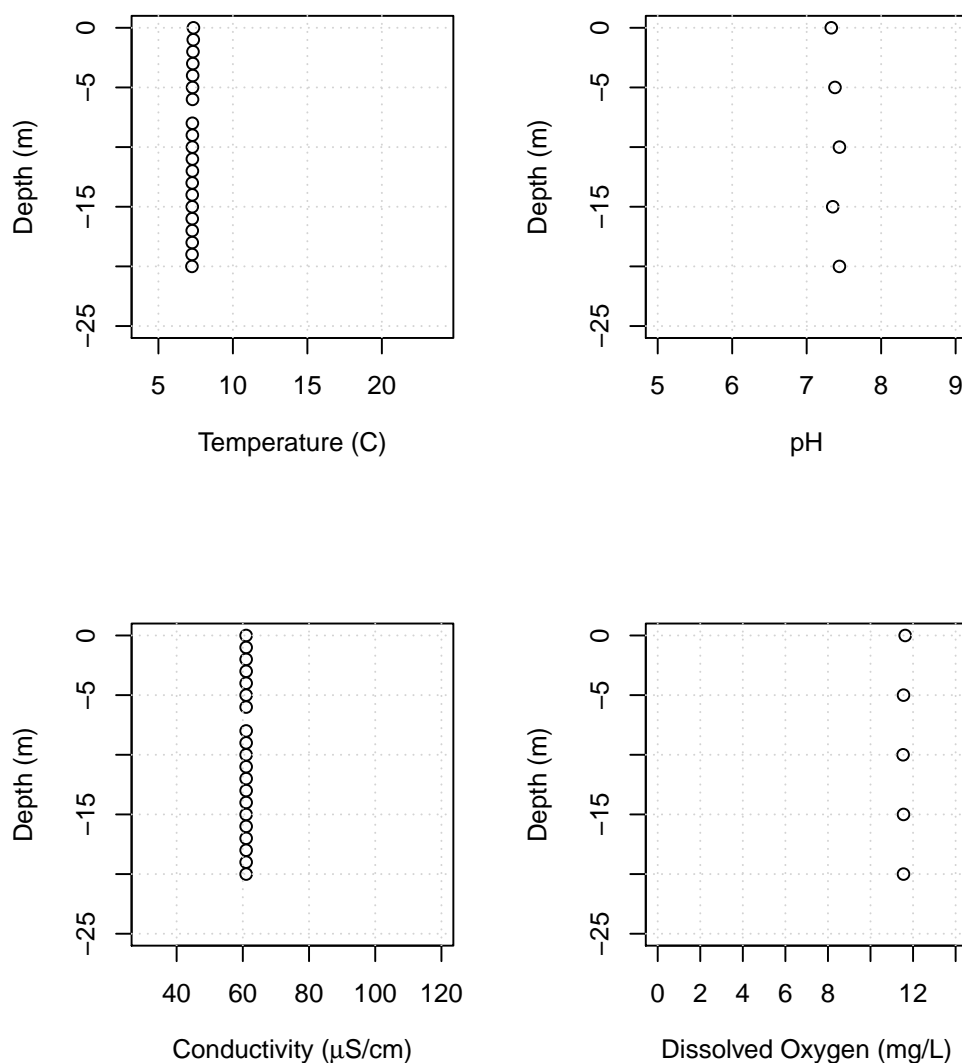 0
−5
−15
−25
Depth (m)
5 10 15 20
Temperature (C)
0
−5
−15
−25
Depth (m)
5 6 7 8 9
pH
0
−5
−15
−25
Depth (m)
40 60 80 100 120
Conductivity (μS/cm)
0
−5
−15
−25
Depth (m)
0 2 4 6 8 12
Dissolved Oxygen (mg/L)